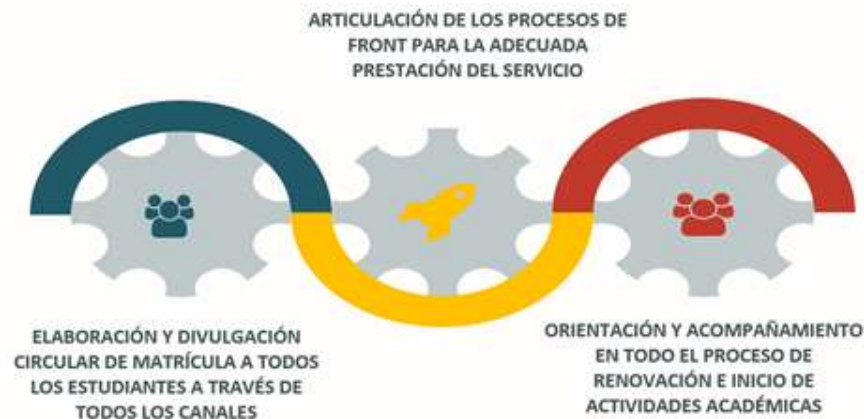 ARTICULACIÓN DE LOS PROCESOS DE
FRONT PARA LA ADECUADA
PRESTACIÓN DEL SERVICIO
ELABORACIÓN Y DIVULGACIÓN
CIRCULAR DE MATRÍCULA A TODOS
LOS ESTUDIANTES A TRAVÉS DE
TODOS LOS CANALES
ORIENTACIÓN Y ACOMPAÑAMIENTO
EN TODO EL PROCESO DE
RENOVACIÓN E INICIO DE
ACTIVIDADES ACADÉMICAS